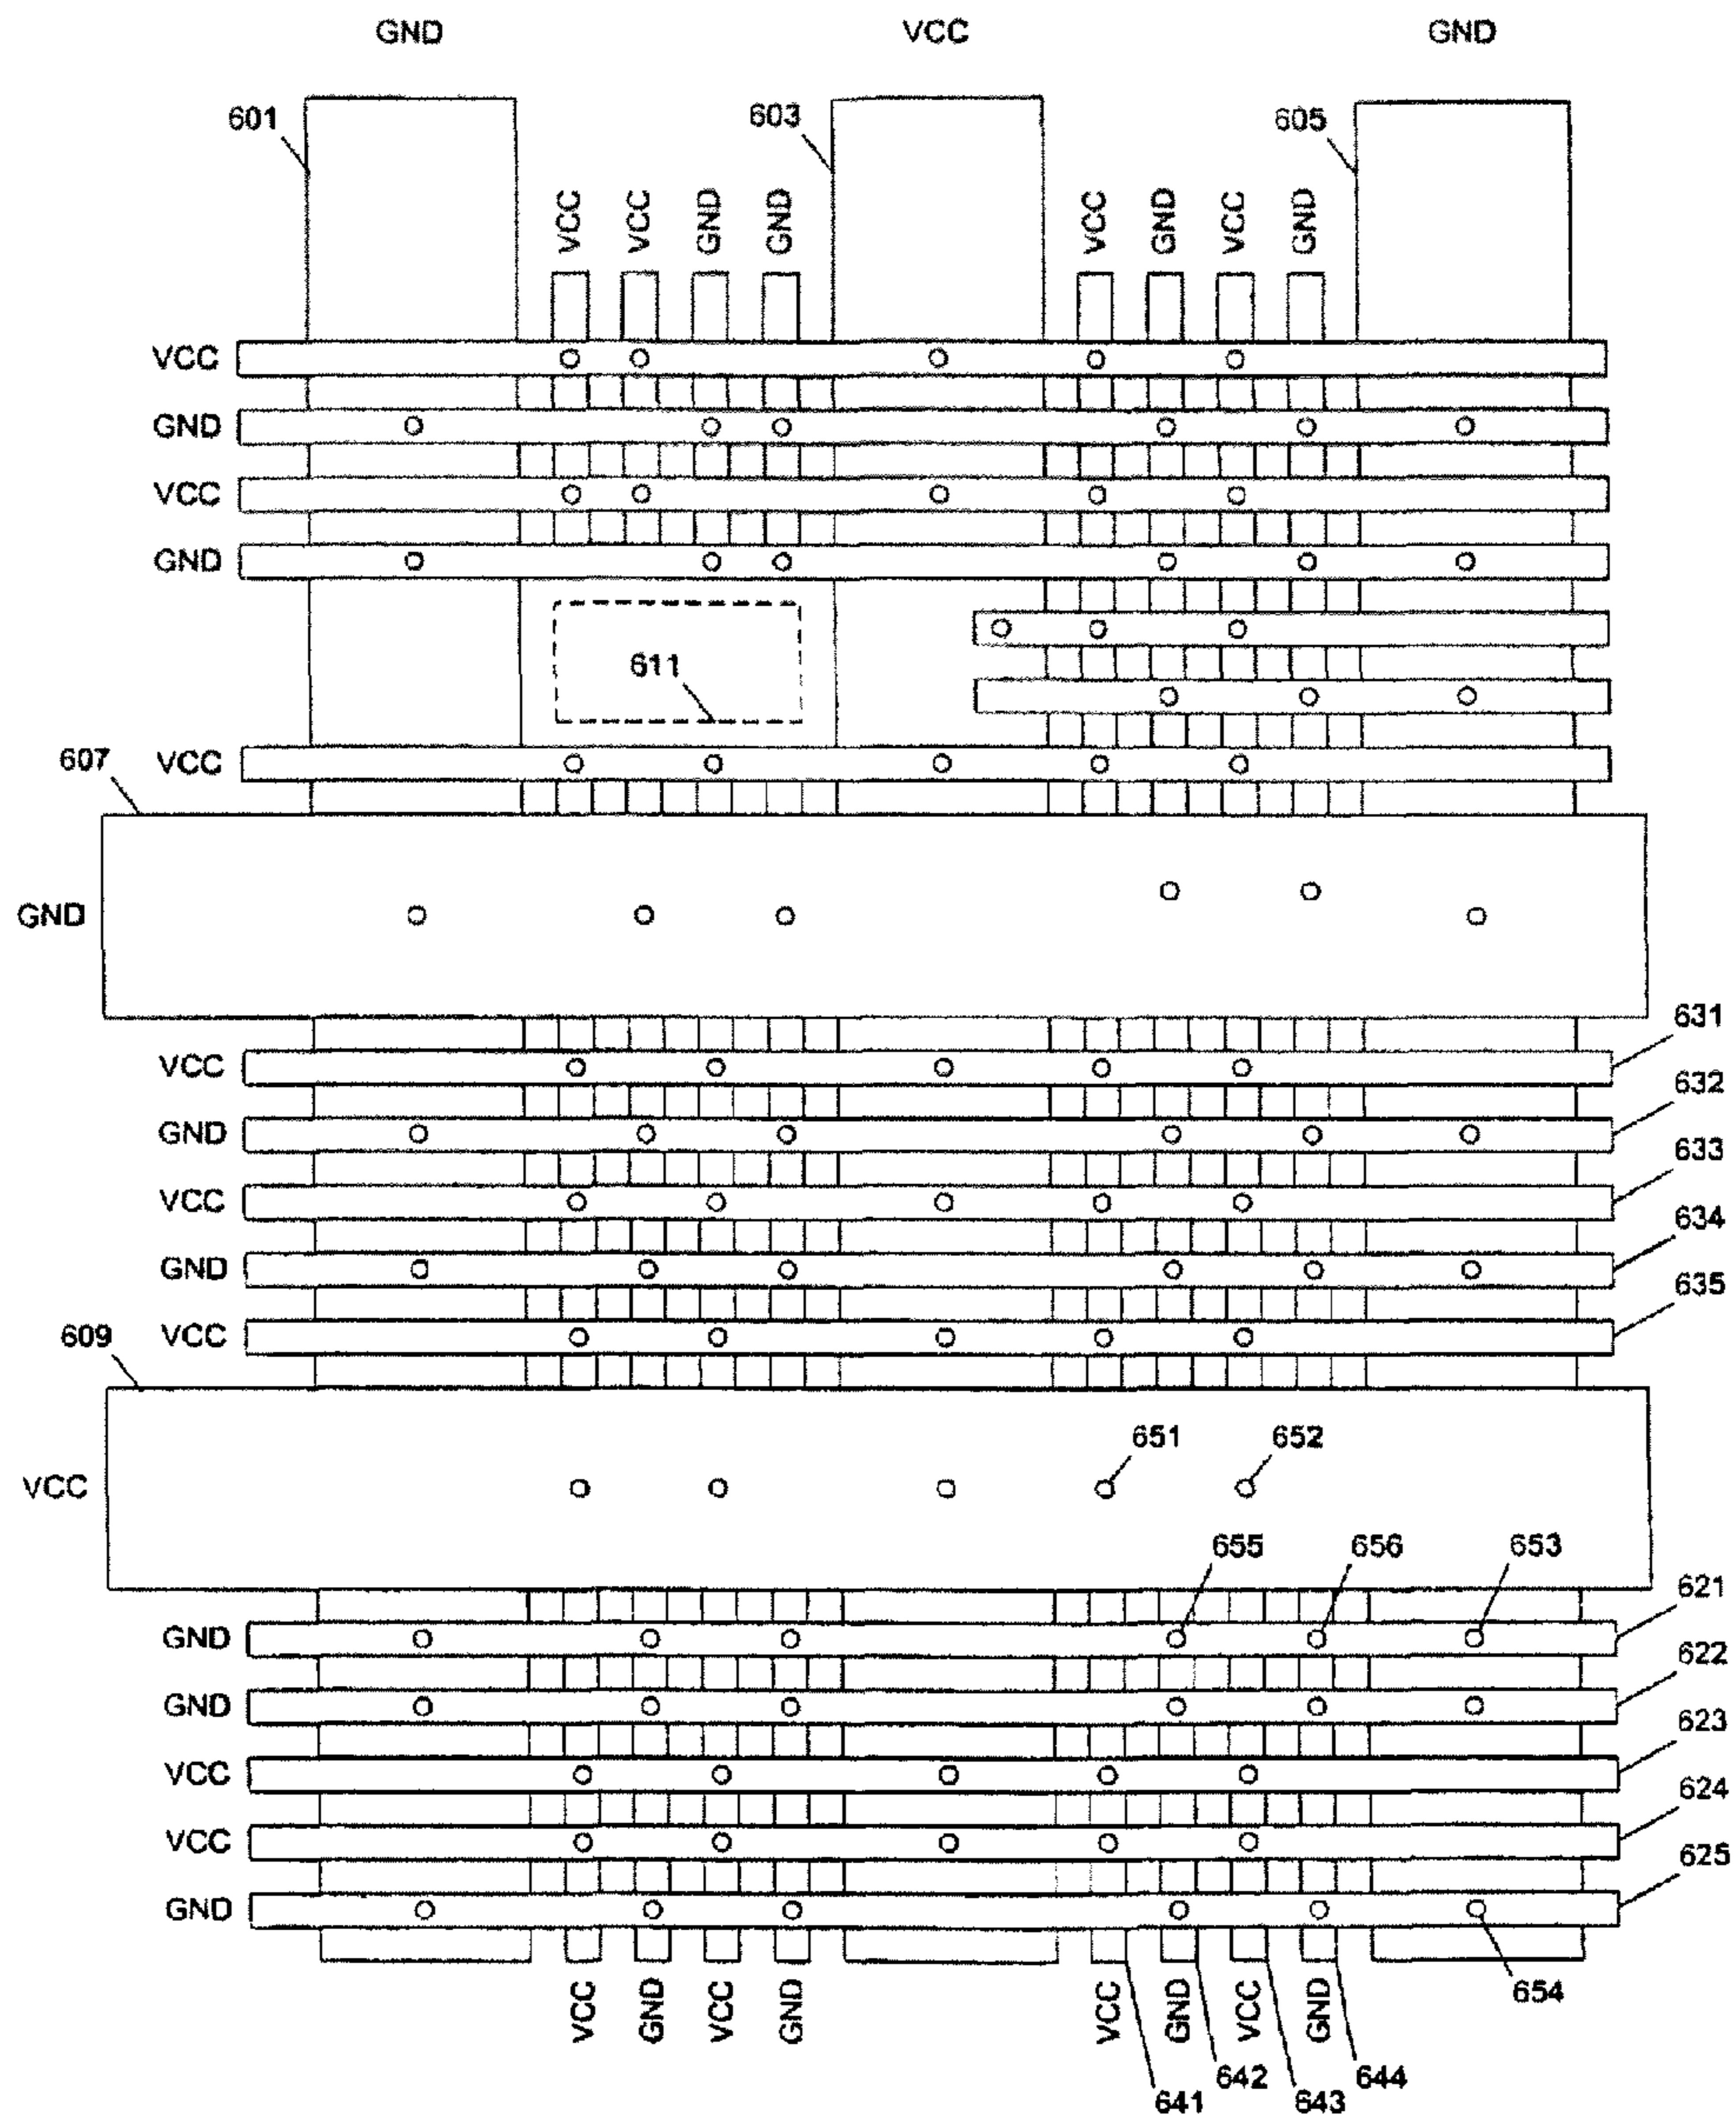 GND VCC GND
601 603 605
VCC VCC GND GND VCC GND VCC GND
VCC
GND
VCC
GND
611
607 VCC
GND
631
VCC
632
GND
633
VCC
634
GND
635
609 VCC
651 652
VCC
655 656 653
621
GND
622
GND
623
VCC
624
VCC
625
GND
654
VCC GND VCC GND VCC GND VCC GND
641 642 643 644